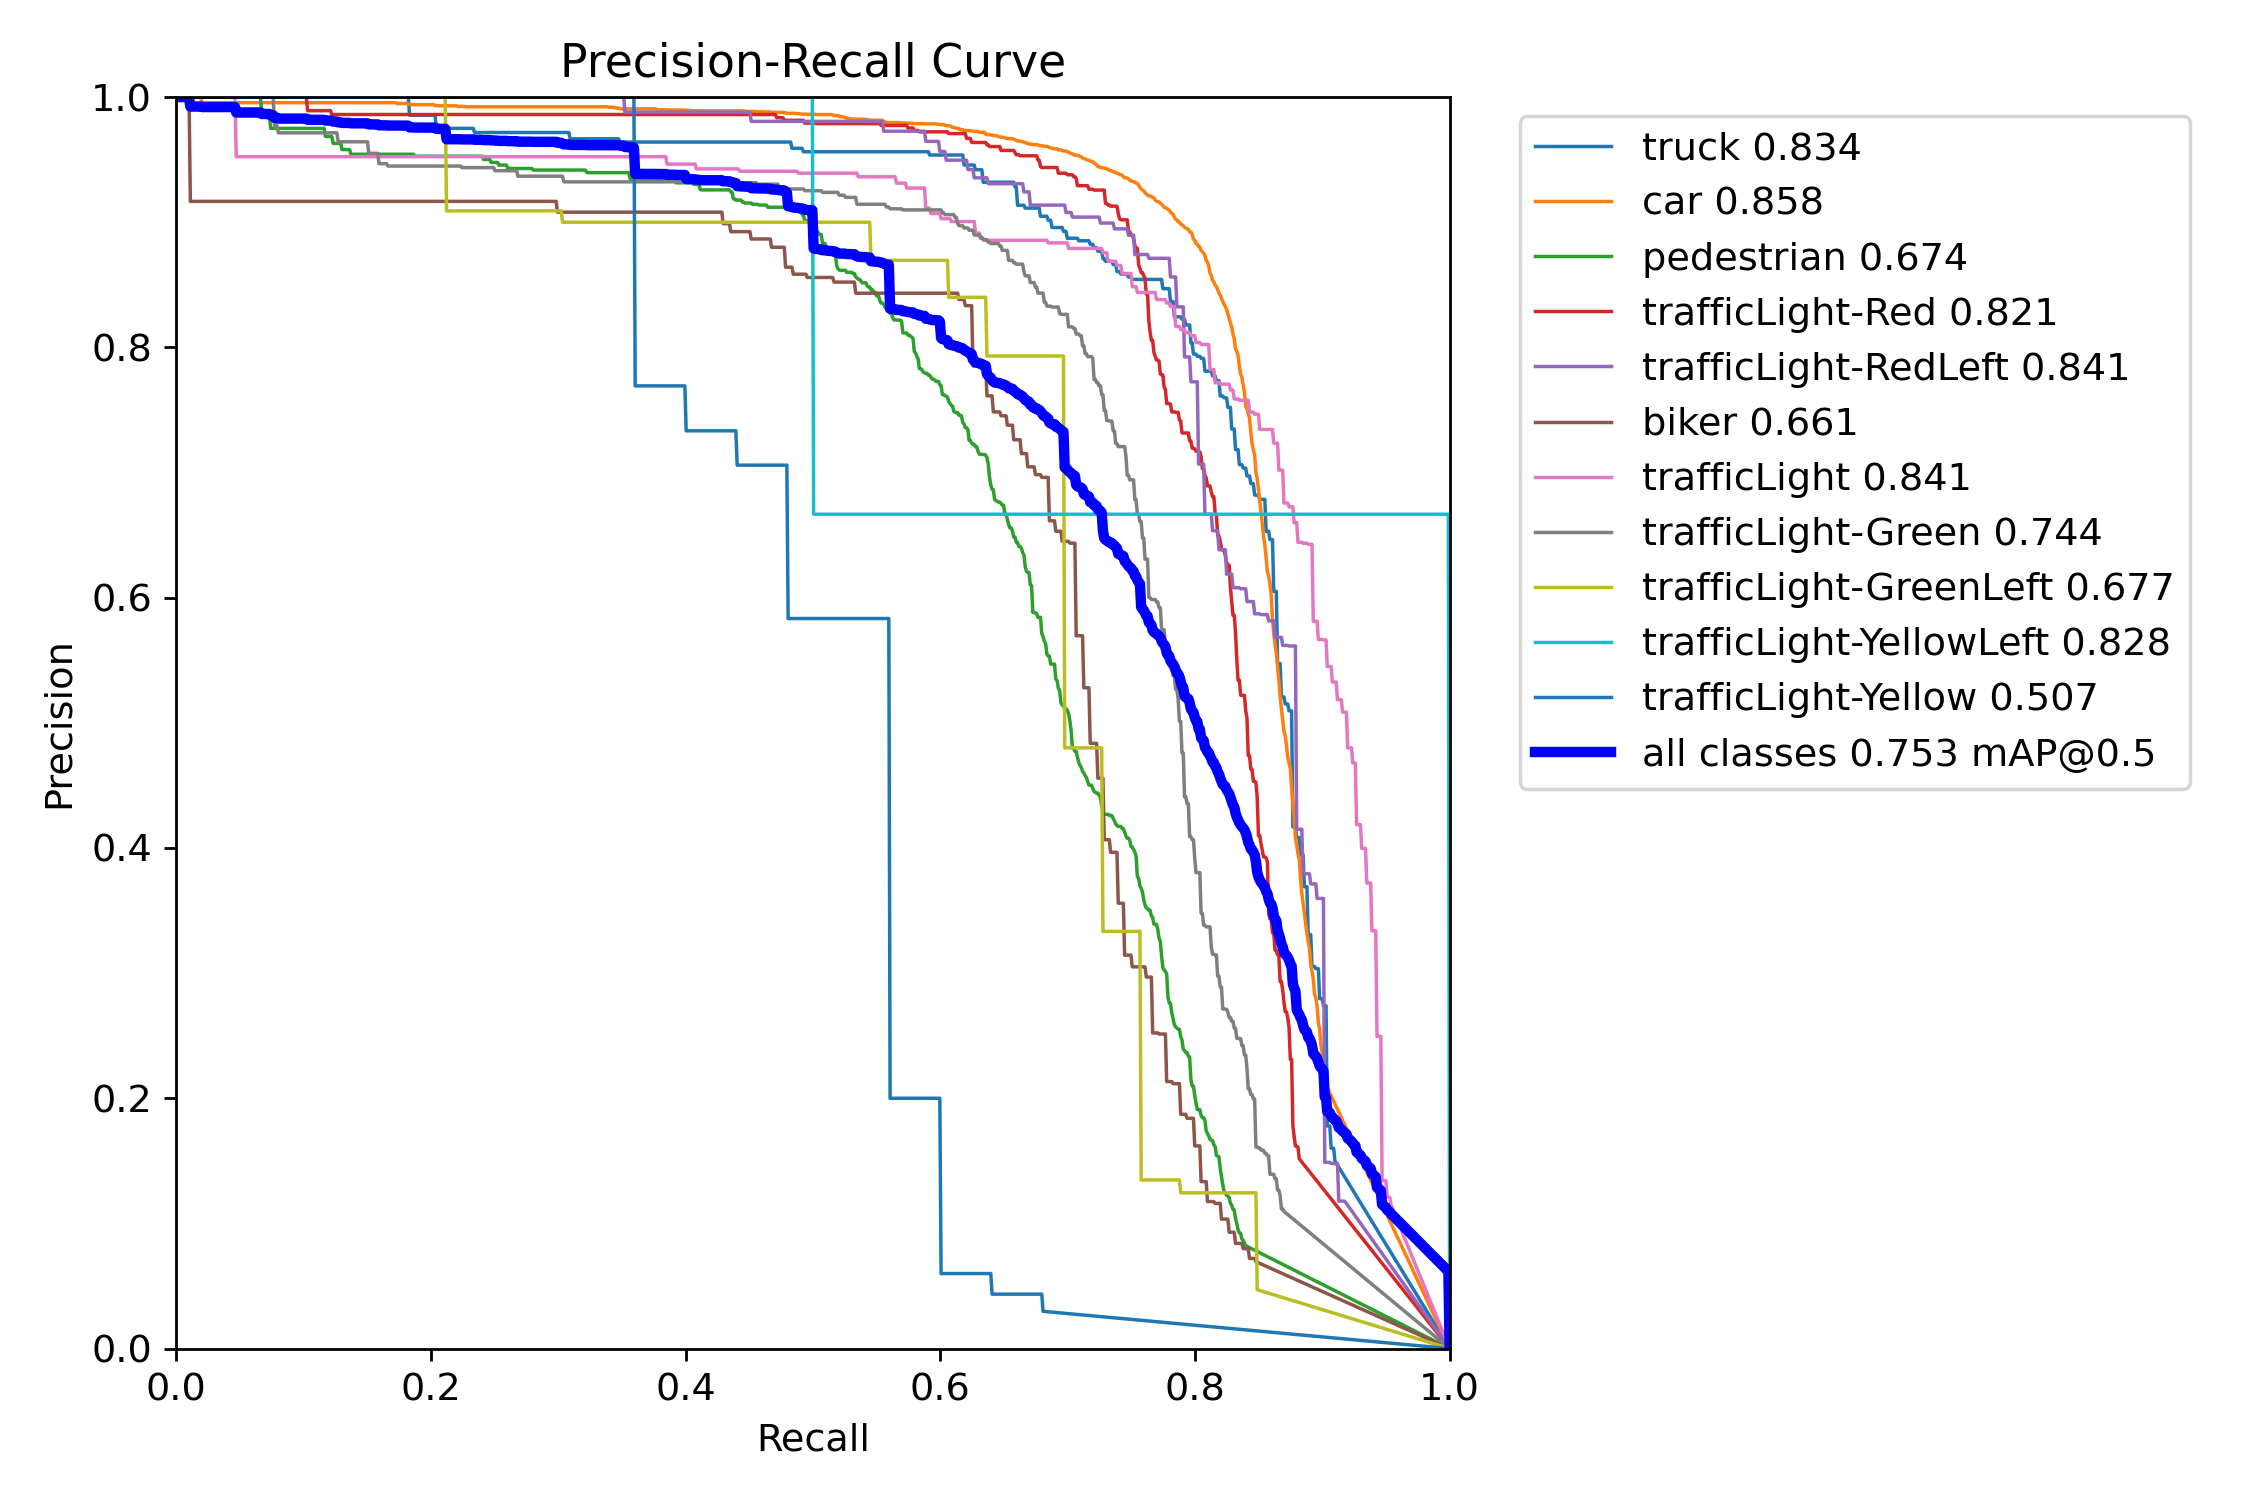 Precision-Recall Curve
1.0
0.8
0.6
0.4
0.2
0.0
Precision
0.0 0.2 0.4 0.6 0.8 1.0
Recall
truck 0.834
car 0.858
pedestrian 0.674
trafficLight-Red 0.821
trafficLight-RedLeft 0.841
biker 0.661
trafficLight 0.841
trafficLight-Green 0.744
trafficLight-GreenLeft 0.677
trafficLight-YellowLeft 0.828
trafficLight-Yellow 0.507
all classes 0.753 mAP@0.5